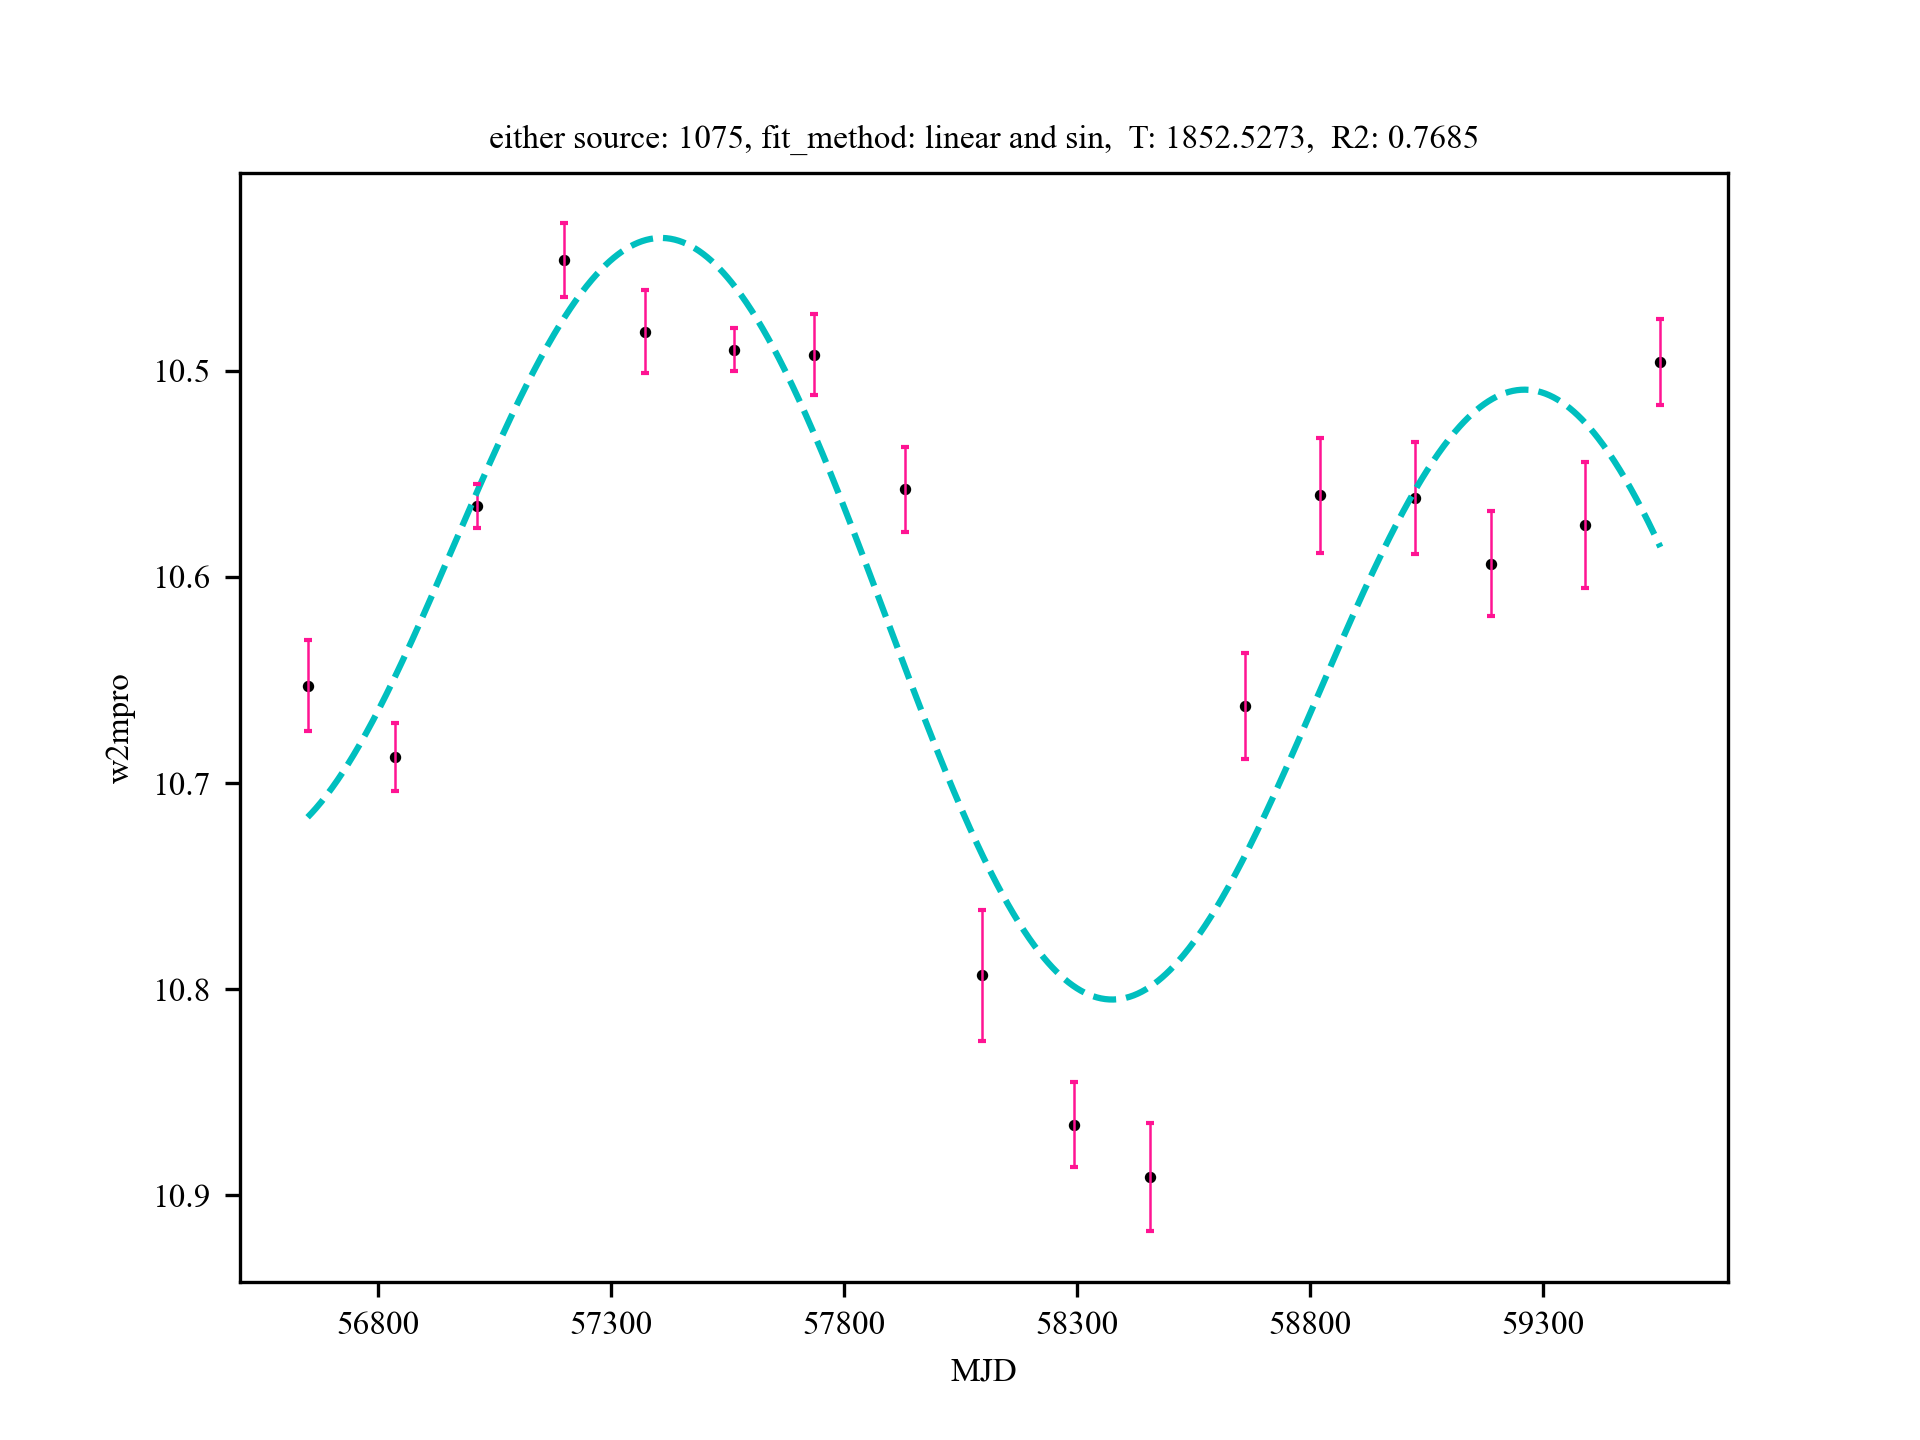 either source: 1075, fit_method: linear and sin,  T: 1852.5273,  R2: 0.7685
10.5
10.6
10.7
10.8
10.9
w2mpro
56800 57300 57800 58300 58800 59300
MJD